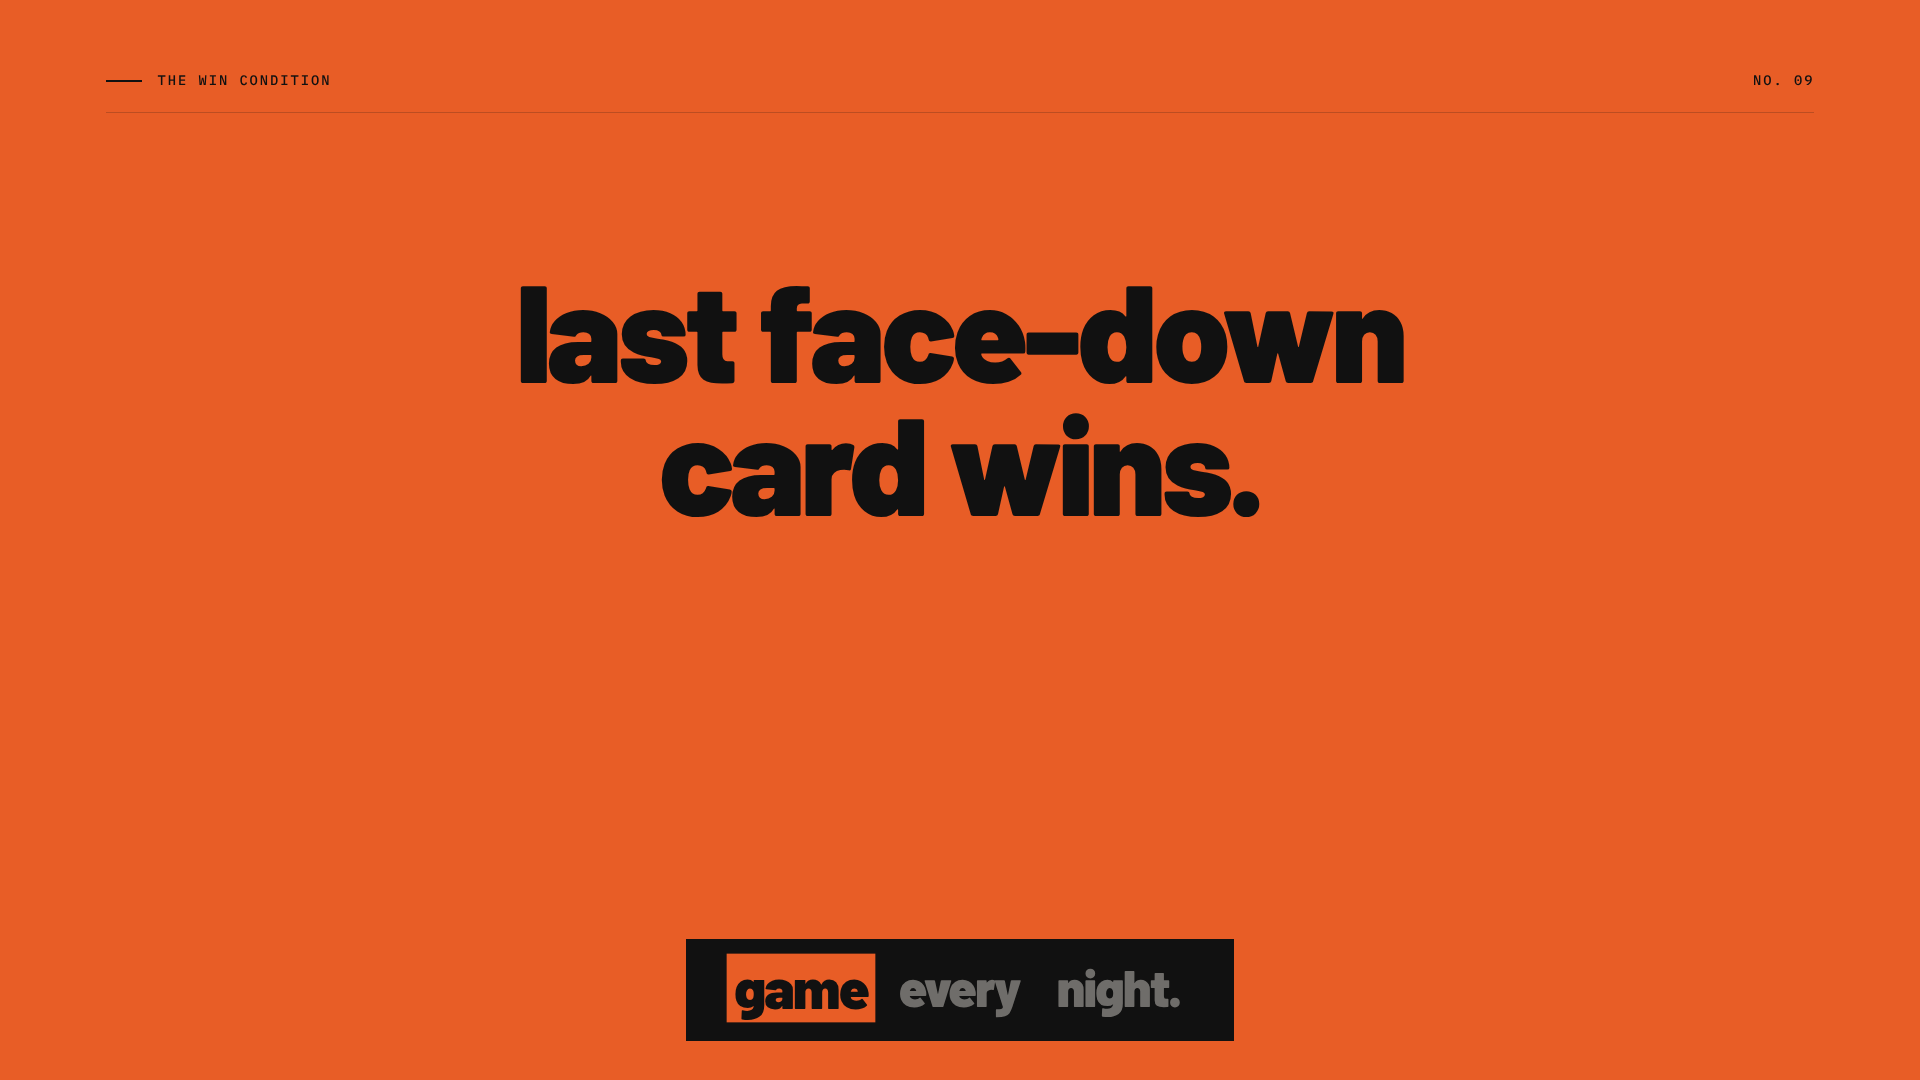 THE WIN CONDITION
NO. 09
last face-down
card wins.
game every night.